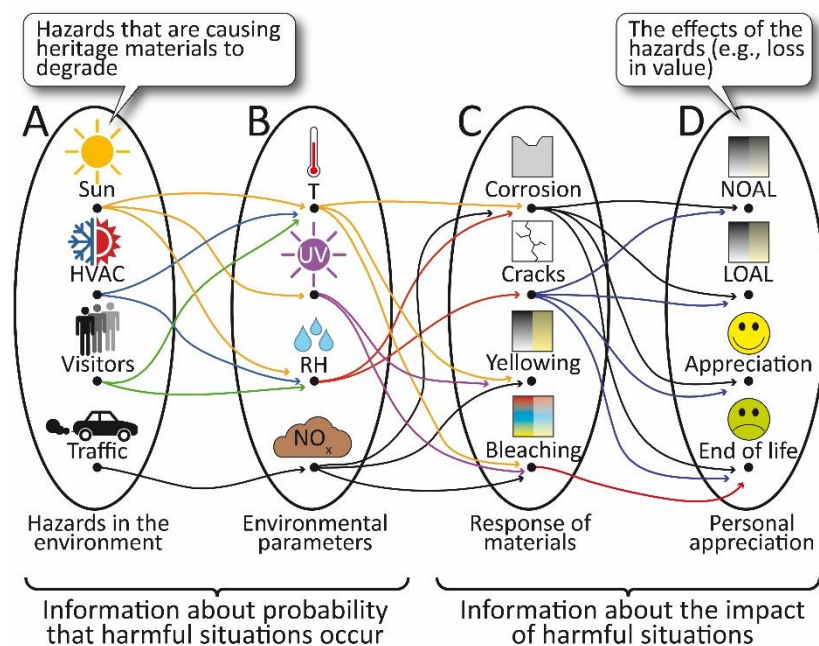 Hazards that are causing
heritage materials to
degrade
The effects of the
hazards (e.g., loss
in value)
A
B
C
D
Sun
T
Corrosion
NOAL
HVAC
UV
Cracks
LOAL
Visitors
RH
Yellowing
Appreciation
Traffic
NOx
Bleaching
End of life
Hazards in the
environment
Environmental
parameters
Response of
materials
Personal
appreciation
Information about probability
that harmful situations occur
Information about the impact
of harmful situations